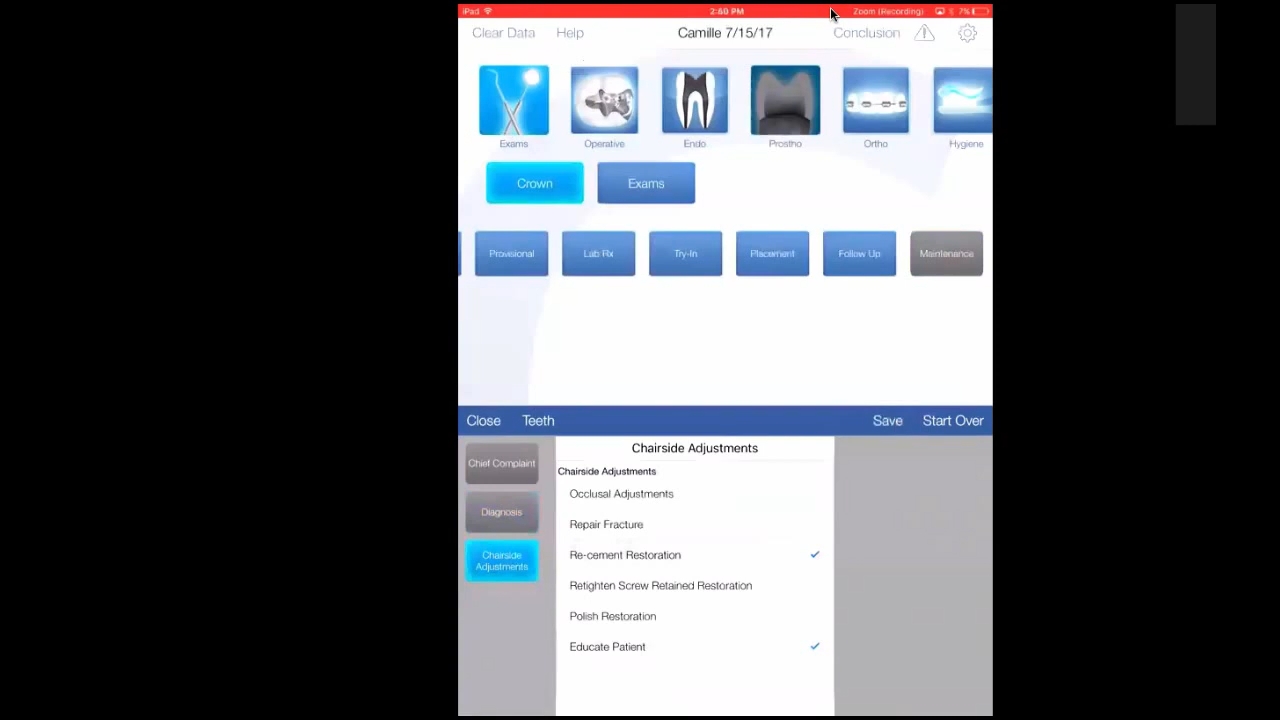 iPad 2:80 PM Zoom (Recording) 7%
Clear Data Help Camille 7/15/17 Conclusion
Exams Operative Endo Prostho Ortho Hygiene
Crown Exams
Provisional Lab Rx Try-In Placement Follow Up Maintenance
Close Teeth Save Start Over
Chairside Adjustments
Chief Complaint
Diagnosis
Chairside
Adjustments
Chairside Adjustments
Occlusal Adjustments
Repair Fracture
Re-cement Restoration
Retighten Screw Retained Restoration
Polish Restoration
Educate Patient